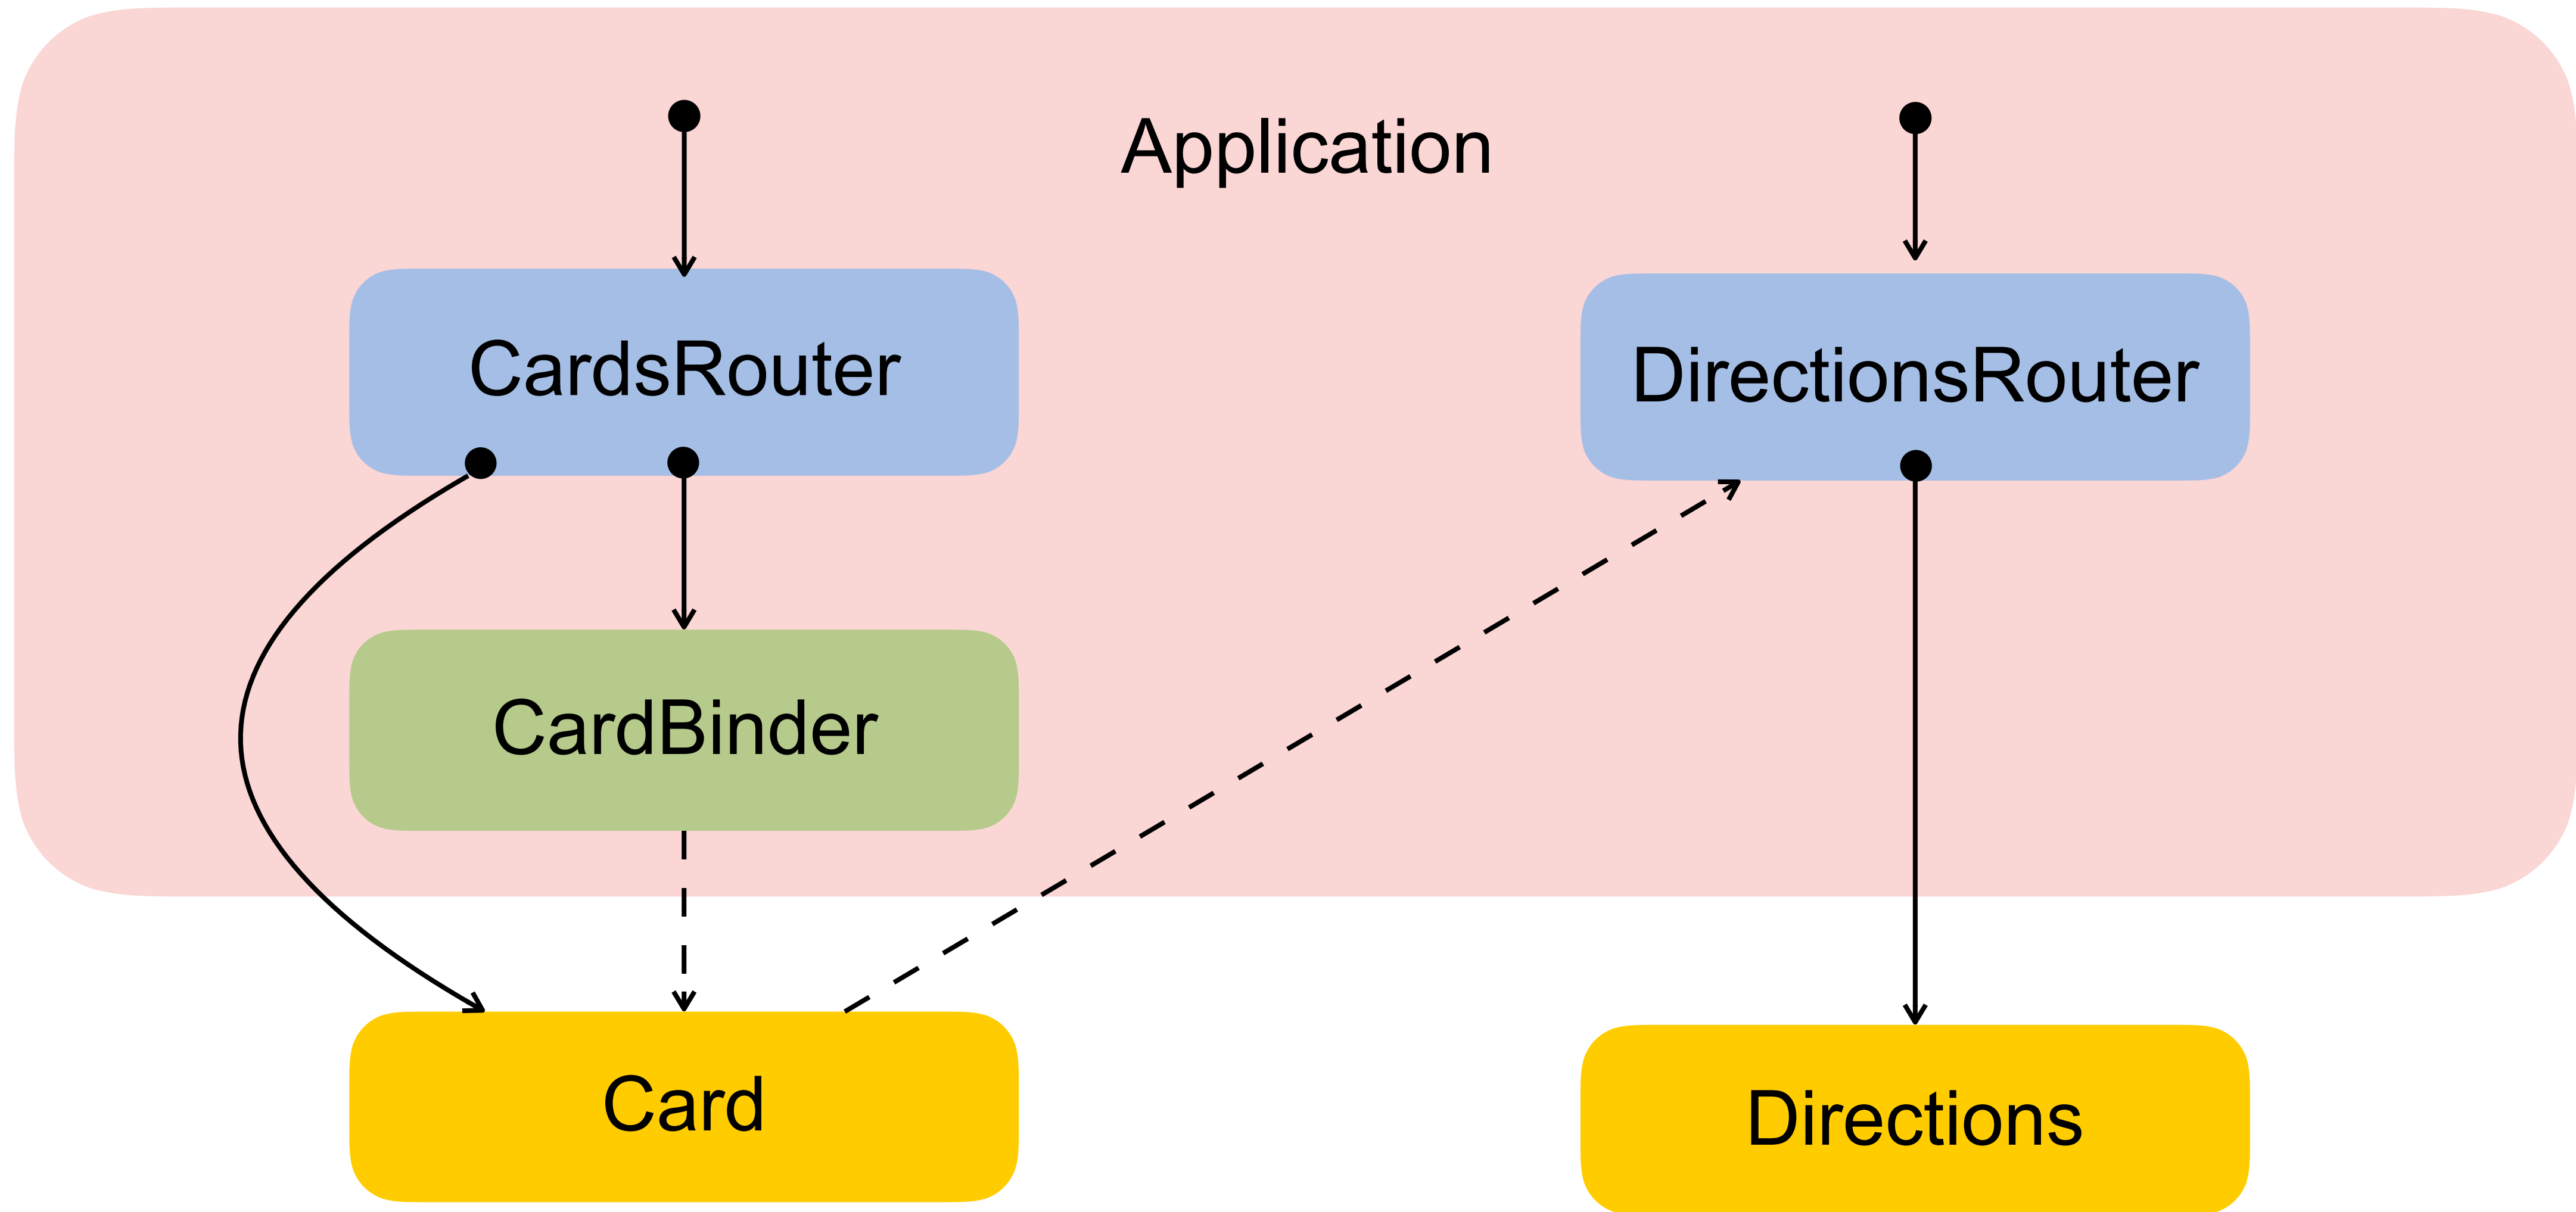 Application
CardsRouter
DirectionsRouter
CardBinder
Card
Directions